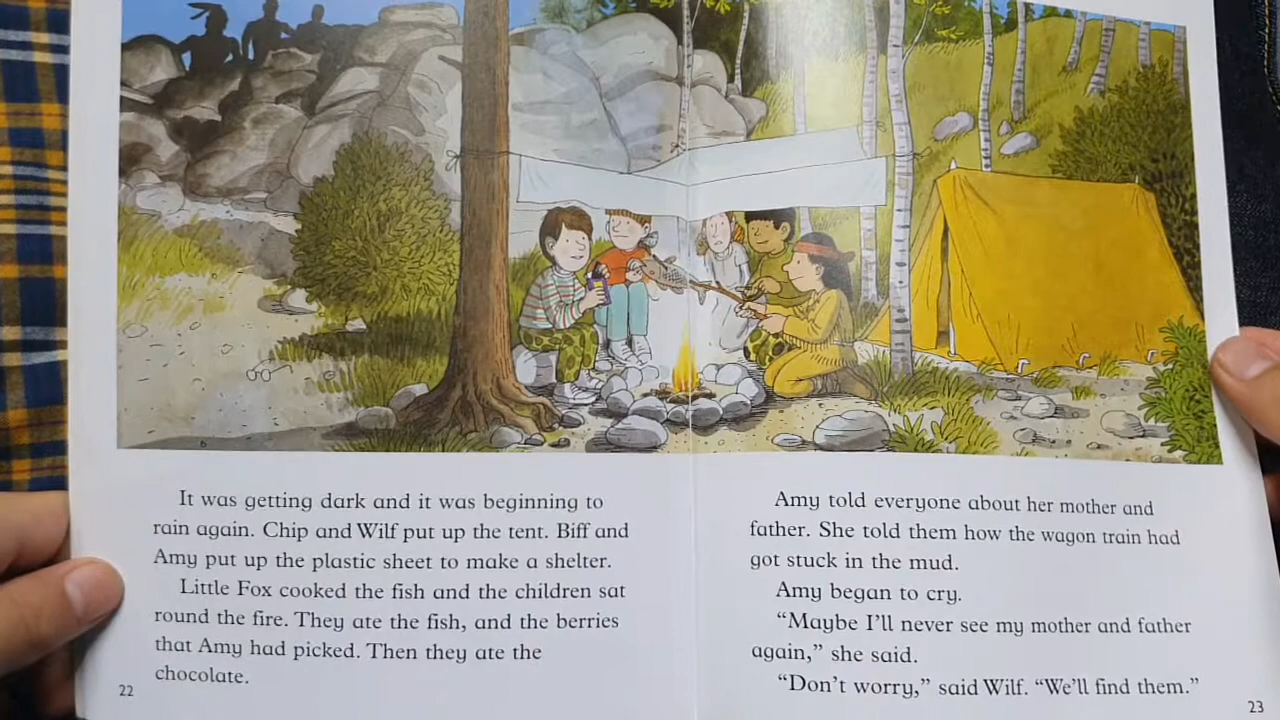 It was getting dark and it was beginning to
rain again. Chip and Wilf put up the tent. Biff and
Amy put up the plastic sheet to make a shelter.
Little Fox cooked the fish and the children sat
round the fire. They ate the fish, and the berries
that Amy had picked. Then they ate the
chocolate.
22
Amy told everyone about her mother and
father. She told them how the wagon train had
got stuck in the mud.
Amy began to cry.
“Maybe I’ll never see my mother and father
again,” she said.
“Don’t worry,” said Wilf. “We’ll find them.”
23